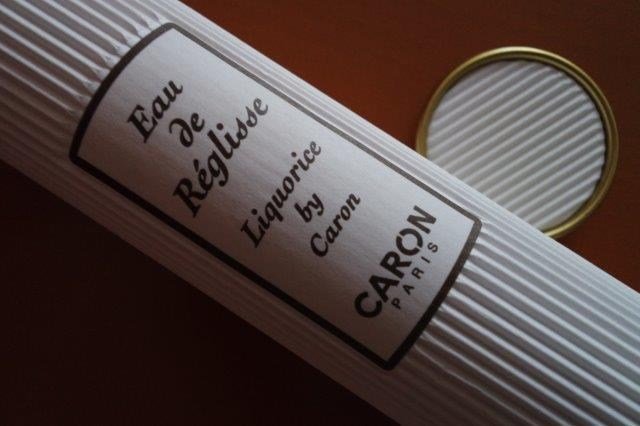 Eau
de
Réglisse
Liquorice
by
Caron
CARON
PARIS